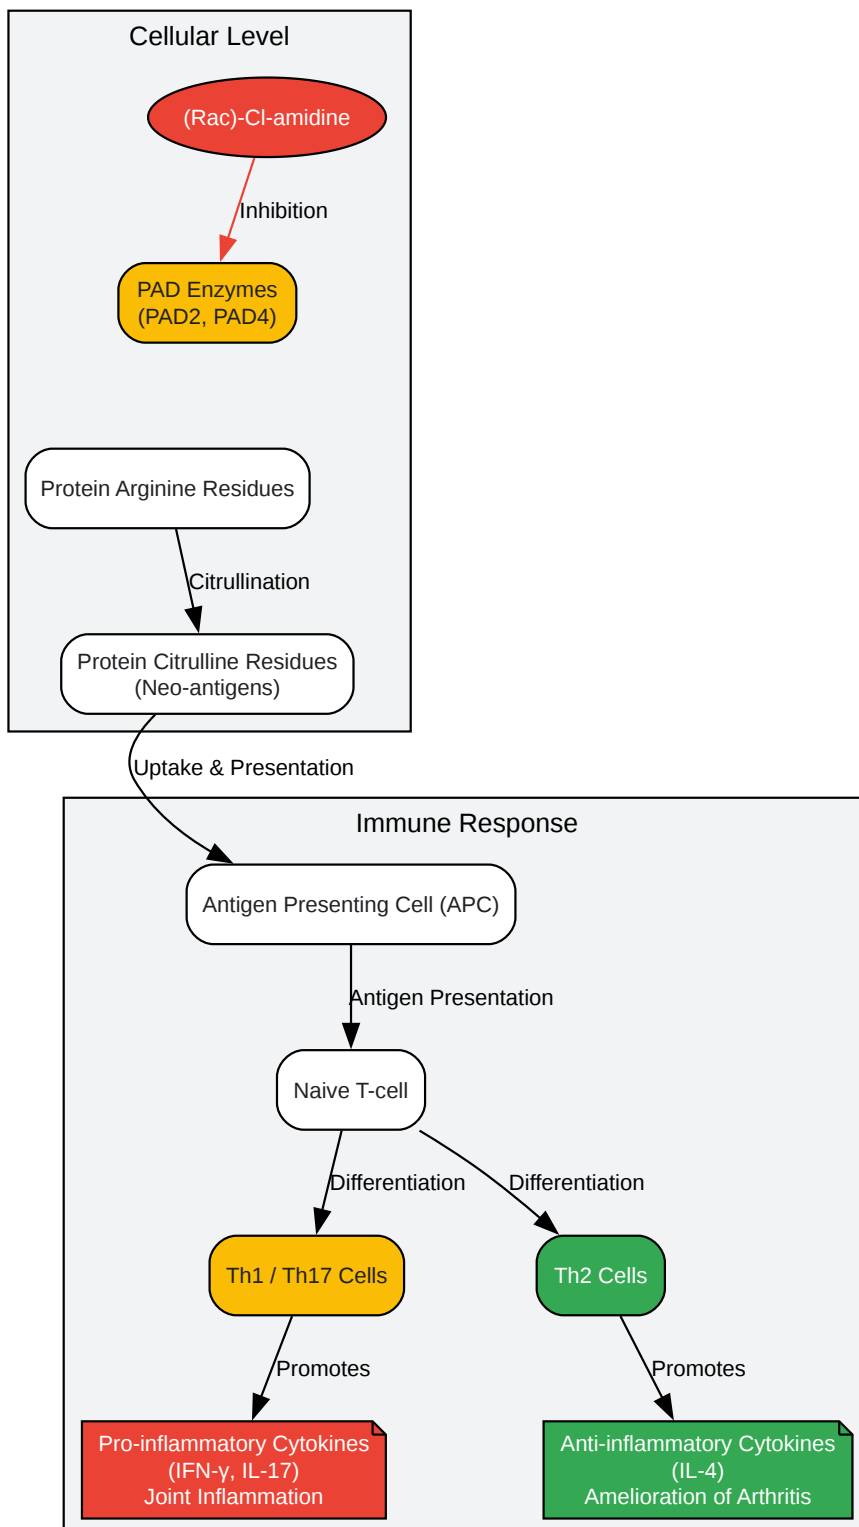 Cellular Level
(Rac)-Cl-amidine
Inhibition
PAD Enzymes
(PAD2, PAD4)
Protein Arginine Residues
Citrullination
Protein Citrulline Residues
(Neo-antigens)
Uptake & Presentation
Immune Response
Antigen Presenting Cell (APC)
Antigen Presentation
Naive T-cell
Differentiation
Differentiation
Th1 / Th17 Cells
Th2 Cells
Promotes
Promotes
Pro-inflammatory Cytokines
(IFN-γ, IL-17)
Joint Inflammation
Anti-inflammatory Cytokines
(IL-4)
Amelioration of Arthritis